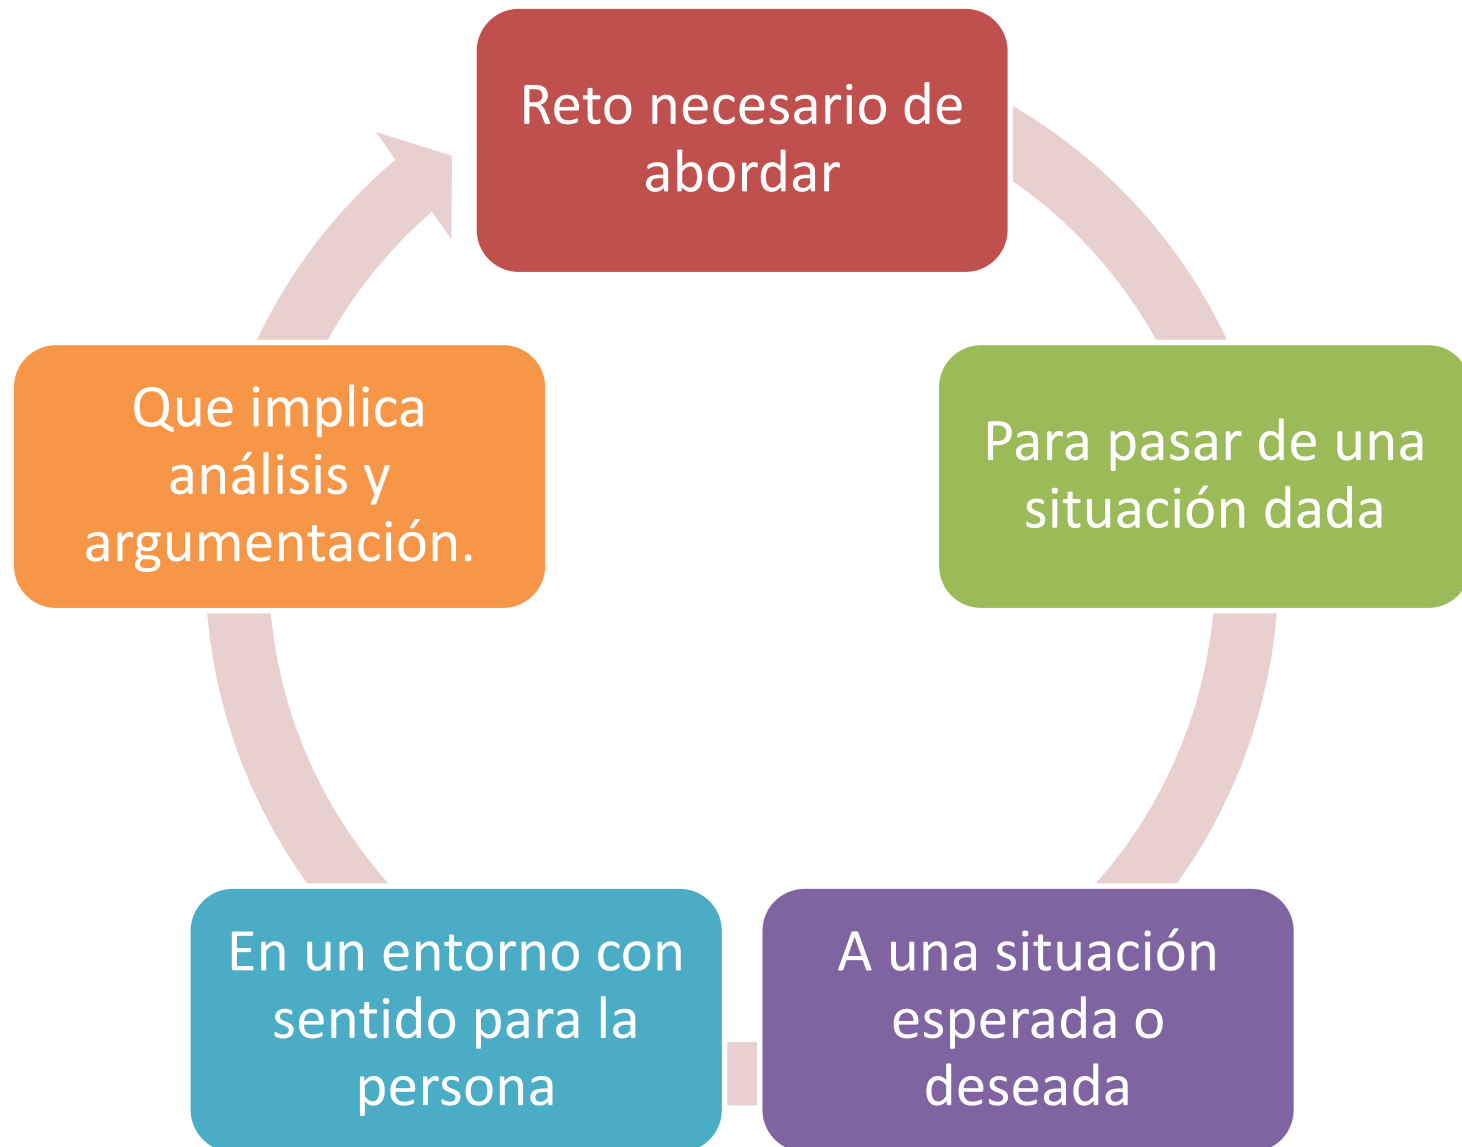 Reto necesario de
abordar
Para pasar de una
situación dada
A una situación
esperada o
deseada
En un entorno con
sentido para la
persona
Que implica
análisis y
argumentación.